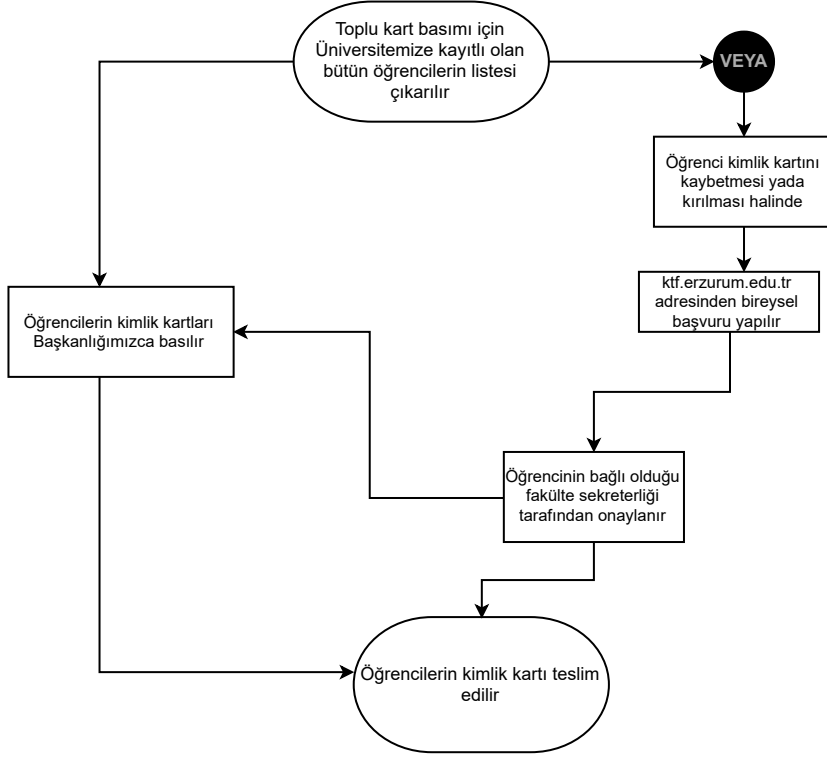 Toplu kart basımı için
Üniversitemize kayıtlı olan
bütün öğrencilerin listesi
çıkarılır
VEYA
Öğrenci kimlik kartını
kaybetmesi yada
kırılması halinde
ktf.erzurum.edu.tr
adresinden bireysel
başvuru yapılır
Öğrencilerin kimlik kartları
Başkanlığımızca basılır
Öğrencinin bağlı olduğu
fakülte sekreterliği
tarafından onaylanır
Öğrencilerin kimlik kartı teslim
edilir